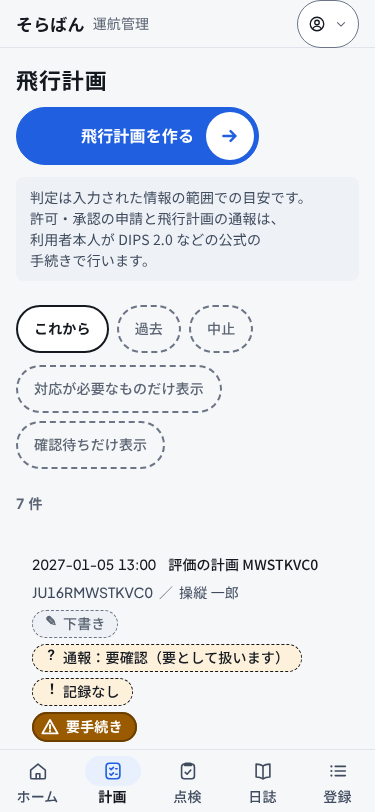 そらばん 運航管理
飛行計画
飛行計画を作る
判定は入力された情報の範囲での目安です。
許可・承認の申請と飛行計画の通報は、
利用者本人が DIPS 2.0 などの公式の
手続きで行います。
これから 過去 中止
対応が必要なものだけ表示
確認待ちだけ表示
7 件
2027-01-05 13:00 評価の計画 MWSTKVC0
JU16RMWSTKVC0 ／ 操縦 一郎
下書き
? 通報：要確認（要として扱います）
! 記録なし
要手続き
ホーム 計画 点検 日誌 登録